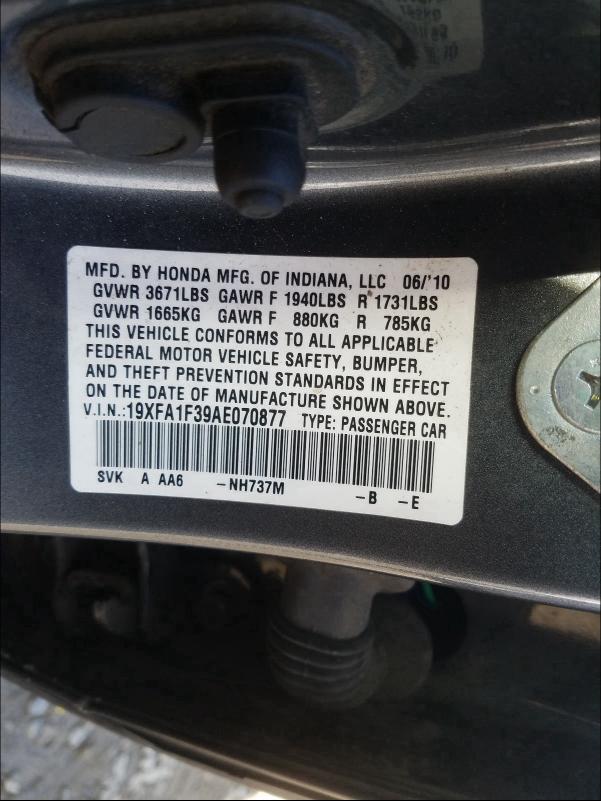 MFD. BY HONDA MFG. OF INDIANA, LLC 06/'10
GVWR 3671LBS GAWR F 1940LBS R 1731LBS
GVWR 1665KG GAWR F 880KG R 785KG
THIS VEHICLE CONFORMS TO ALL APPLICABLE
FEDERAL MOTOR VEHICLE SAFETY, BUMPER,
AND THEFT PREVENTION STANDARDS IN EFFECT
ON THE DATE OF MANUFACTURE SHOWN ABOVE.
V.I.N.:19XFA1F39AE070877 TYPE: PASSENGER CAR
SVK A AA6 -NH737M -B -E